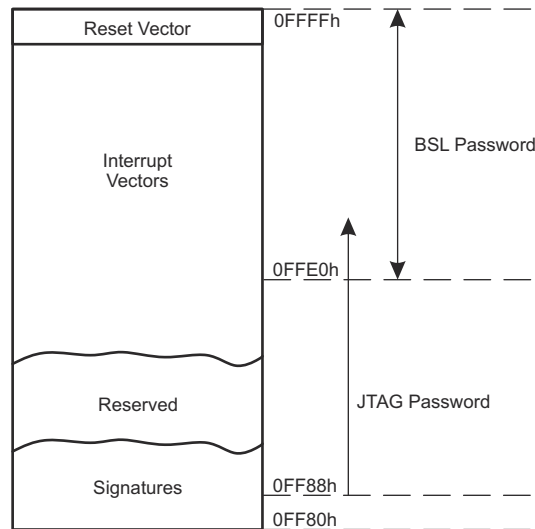 Reset Vector
0FFFFh
Interrupt
Vectors
BSL Password
0FFE0h
Reserved
JTAG Password
Signatures
0FF88h
0FF80h